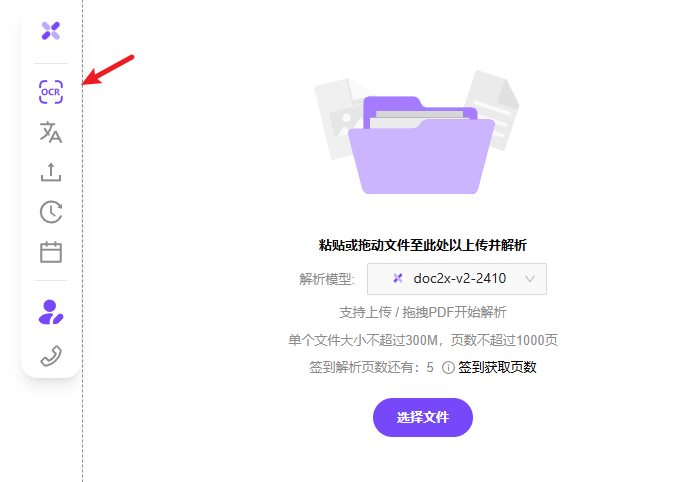 OCR
粘贴或拖动文件至此处以上传并解析
解析模型: doc2x-v2-2410
支持上传 / 拖拽PDF开始解析
单个文件大小不超过300M，页数不超过1000页
签到解析页数还有：5 签到获取页数
选择文件